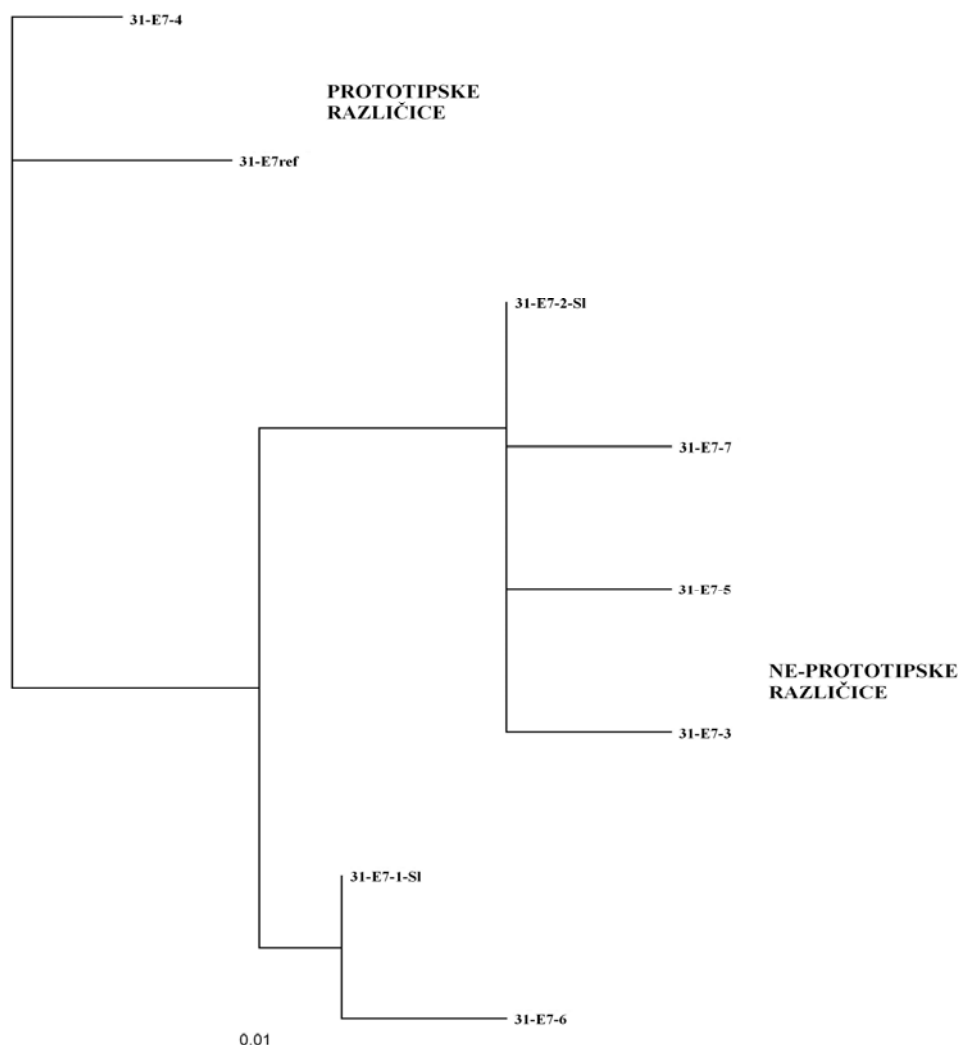 31-E7-4
PROTOTIPSKE
RAZLIČICE
31-E7ref
31-E7-2-Sl
31-E7-7
31-E7-5
NE-PROTOTIPSKE
RAZLIČICE
31-E7-3
31-E7-1-Sl
31-E7-6
0.01